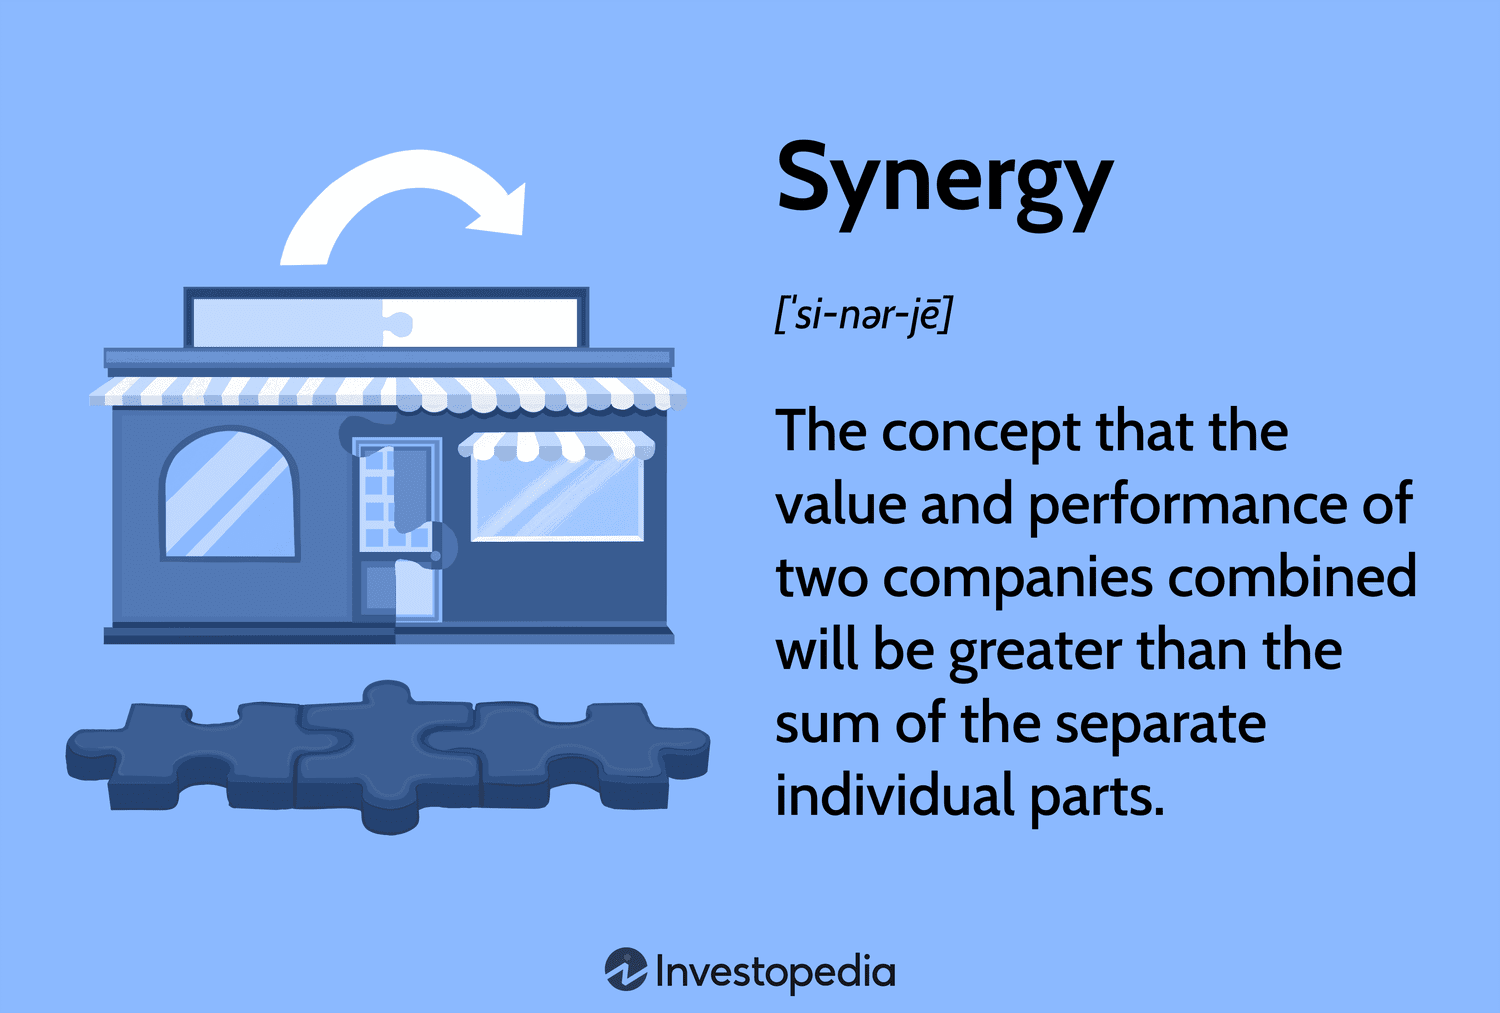 Synergy
['si-nər-jē]
The concept that the
value and performance of
two companies combined
will be greater than the
sum of the separate
individual parts.
Investopedia